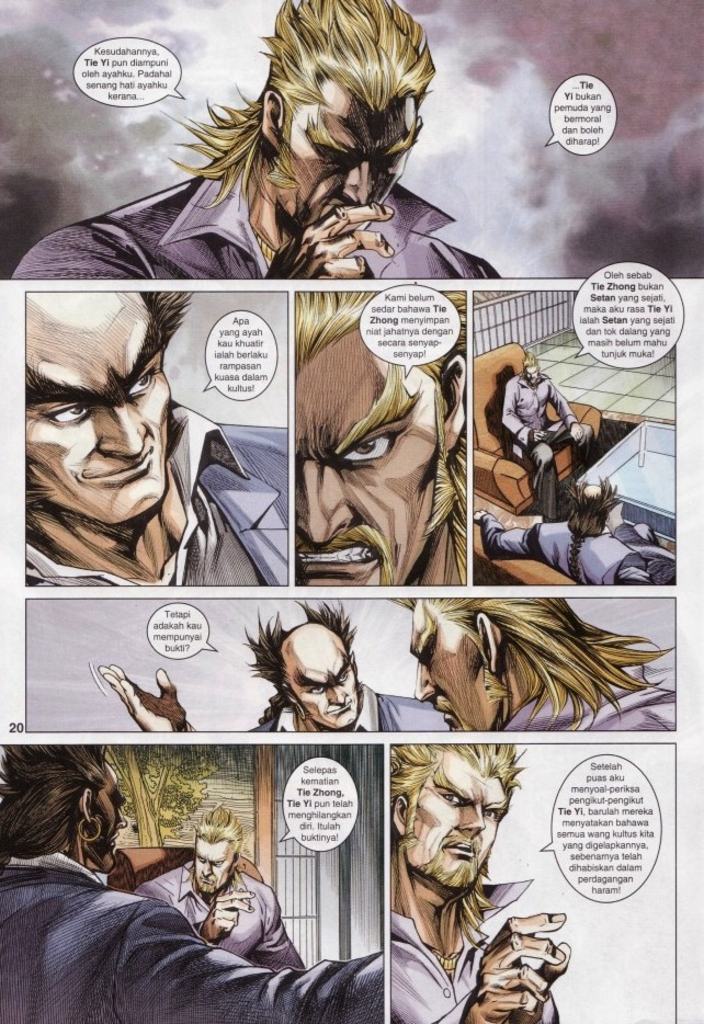 Kesudahannya,
Tie Yi pun diampuni
oleh ayahku. Padahal
senang hati ayahku
kerana...
...Tie
Yi bukan
pemuda yang
bermoral
dan boleh
diharap!
Apa
yang ayah
kau khuatir
ialah berlaku
rampasan
kuasa dalam
kultus!
Kami belum
sedar bahawa Tie
Zhong menyimpan
niat jahatnya dengan
secara senyap-
senyap!
Oleh sebab
Tie Zhong bukan
Setan yang sejati,
maka aku rasa Tie Yi
ialah Setan yang sejati
dan tok dalang yang
masih belum mahu
tunjuk muka!
Tetapi
adakah kau
mempunyai
bukti?
20
Selepas
kematian
Tie Zhong,
Tie Yi pun telah
menghilangkan
diri. Itulah
buktinya!
Setelah
puas aku
menyoal-periksa
pengikut-pengikut
Tie Yi, barulah mereka
menyatakan bahawa
semua wang kultus kita
yang digelapkannya,
sebenarnya telah
dihabiskan dalam
perdagangan
haram!